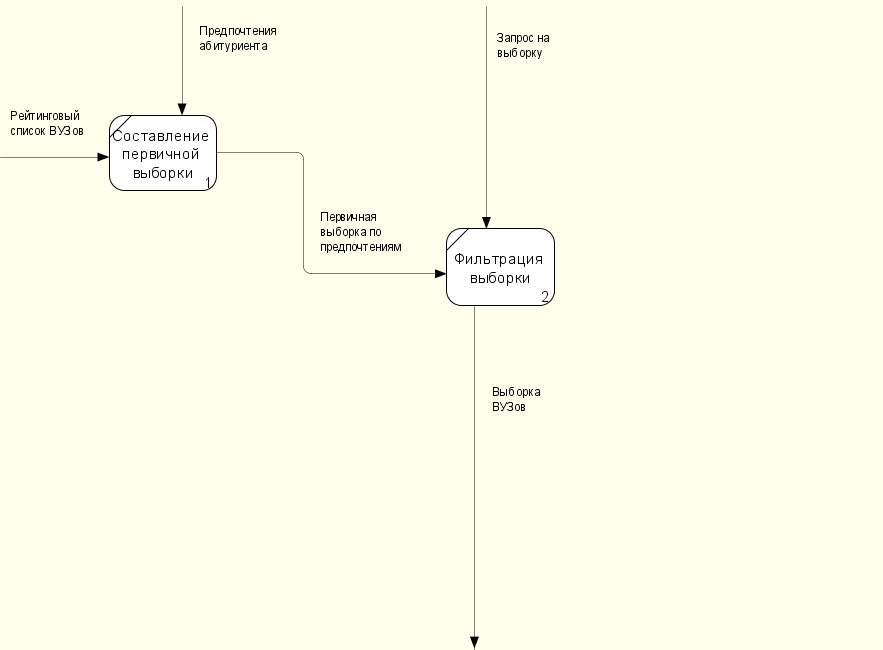 Предпочтения
абитуриента
Запрос на
выборку
Рейтинговый
список ВУЗов
Составление
первичной
выборки
1
Первичная
выборка по
предпочтениям
Фильтрация
выборки
2
Выборка
ВУЗов